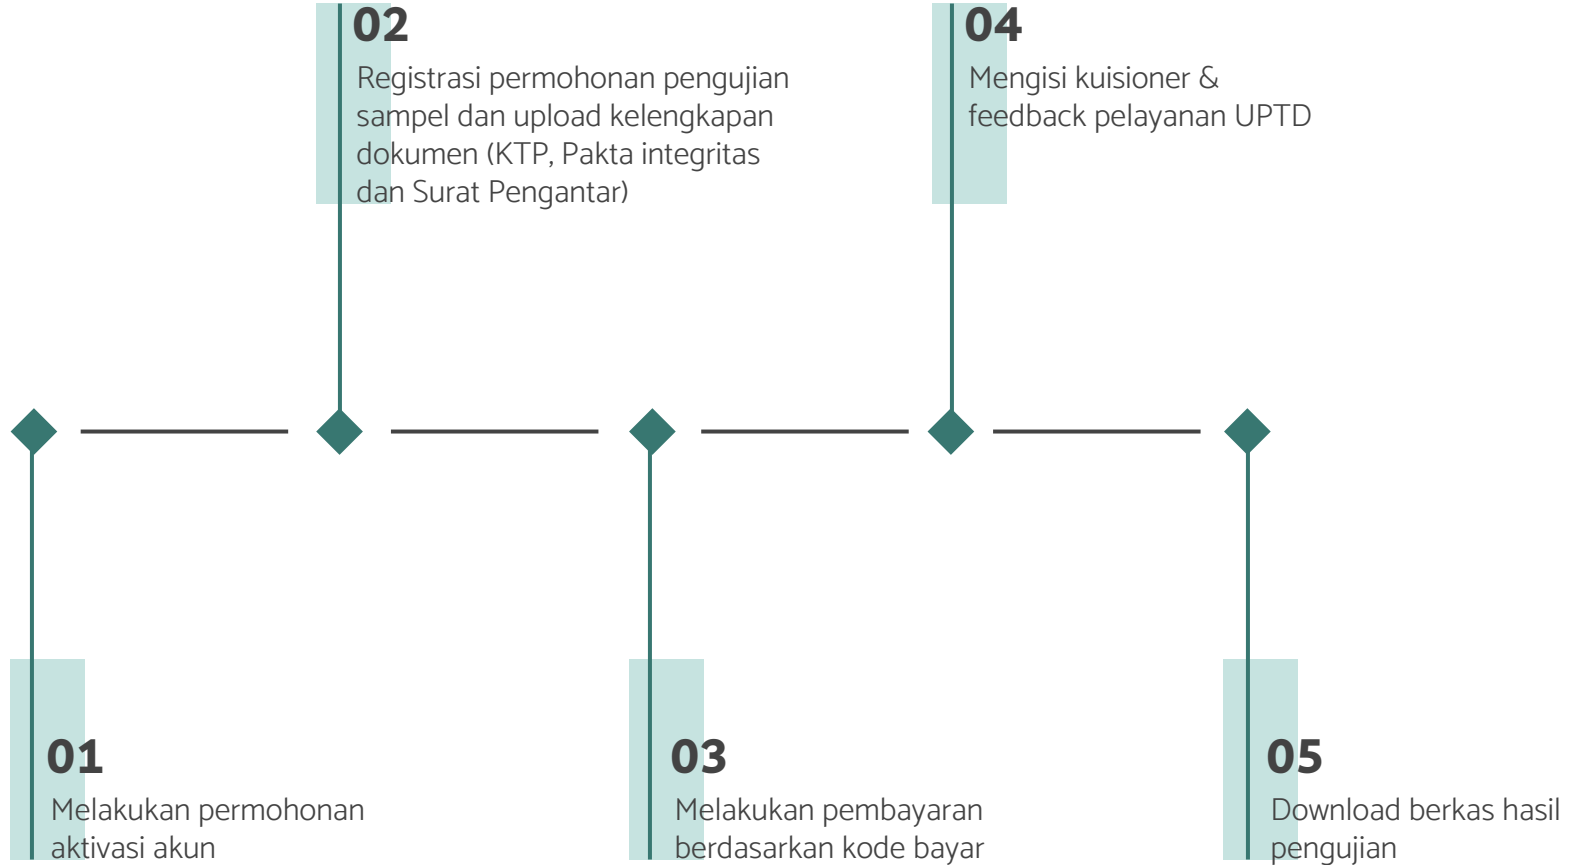 02
Registrasi permohonan pengujian
sampel dan upload kelengkapan
dokumen (KTP, Pakta integritas
dan Surat Pengantar)
04
Mengisi kuisioner &
feedback pelayanan UPTD
01
Melakukan permohonan
aktivasi akun
03
Melakukan pembayaran
berdasarkan kode bayar
05
Download berkas hasil
pengujian